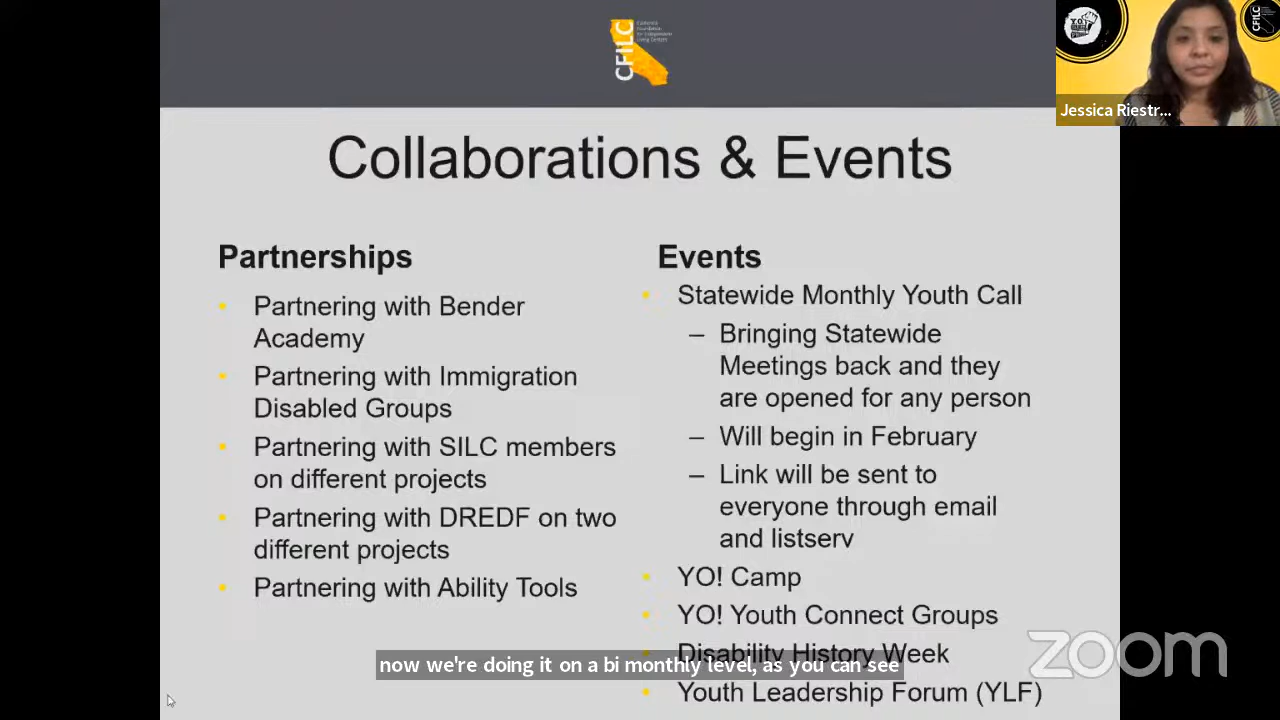 CFILC
Y.O!
CFILC
Jessica Riestr...
Collaborations & Events
Partnerships
Partnering with Bender
Academy
Partnering with Immigration
Disabled Groups
Partnering with SILC members
on different projects
Partnering with DREDF on two
different projects
Partnering with Ability Tools
Events
Statewide Monthly Youth Call
– Bringing Statewide
Meetings back and they
are opened for any person
– Will begin in February
– Link will be sent to
everyone through email
and listserv
YO! Camp
YO! Youth Connect Groups
Disability History Week
Youth Leadership Forum (YLF)
now we're doing it on a bi monthly level, as you can see
zoom